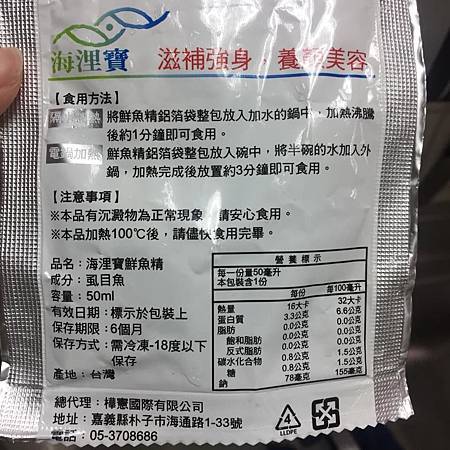 海浬寶
滋補強身，養顏美容
【食用方法】
隔水加熱 將鮮魚精鋁箔袋整包放入加水的鍋中，加熱沸騰
後約1分鐘即可食用。
電鍋加熱 鮮魚精鋁箔袋整包放入碗中，將半碗的水加入外
鍋，加熱完成後放置約3分鐘即可食用。
【注意事項】
※本品有沉澱物為正常現象，請安心食用。
※本品加熱100℃後，請儘快食用完畢。
品名：海浬寶鮮魚精
成分：虱目魚
容量：50ml
有效日期：標示於包裝上
保存期限：6個月
保存方式：需冷凍-18度以下
保存
產地：台灣
營養標示
每一份量50毫升
本包裝含1份
每份 每100毫升
熱量 16大卡 32大卡
蛋白質 3.3公克 6.6公克
脂肪 0.0公克 0.0公克
飽和脂肪 0.0公克 0.0公克
反式脂肪 0.0公克 0.0公克
碳水化合物 0.8公克 1.5公克
糖 0.8公克 1.5公克
鈉 78毫克 155毫克
總代理：樺憓國際有限公司
地址：嘉義縣朴子市海通路1-33號
電話：05-3708686
4
LLDPE